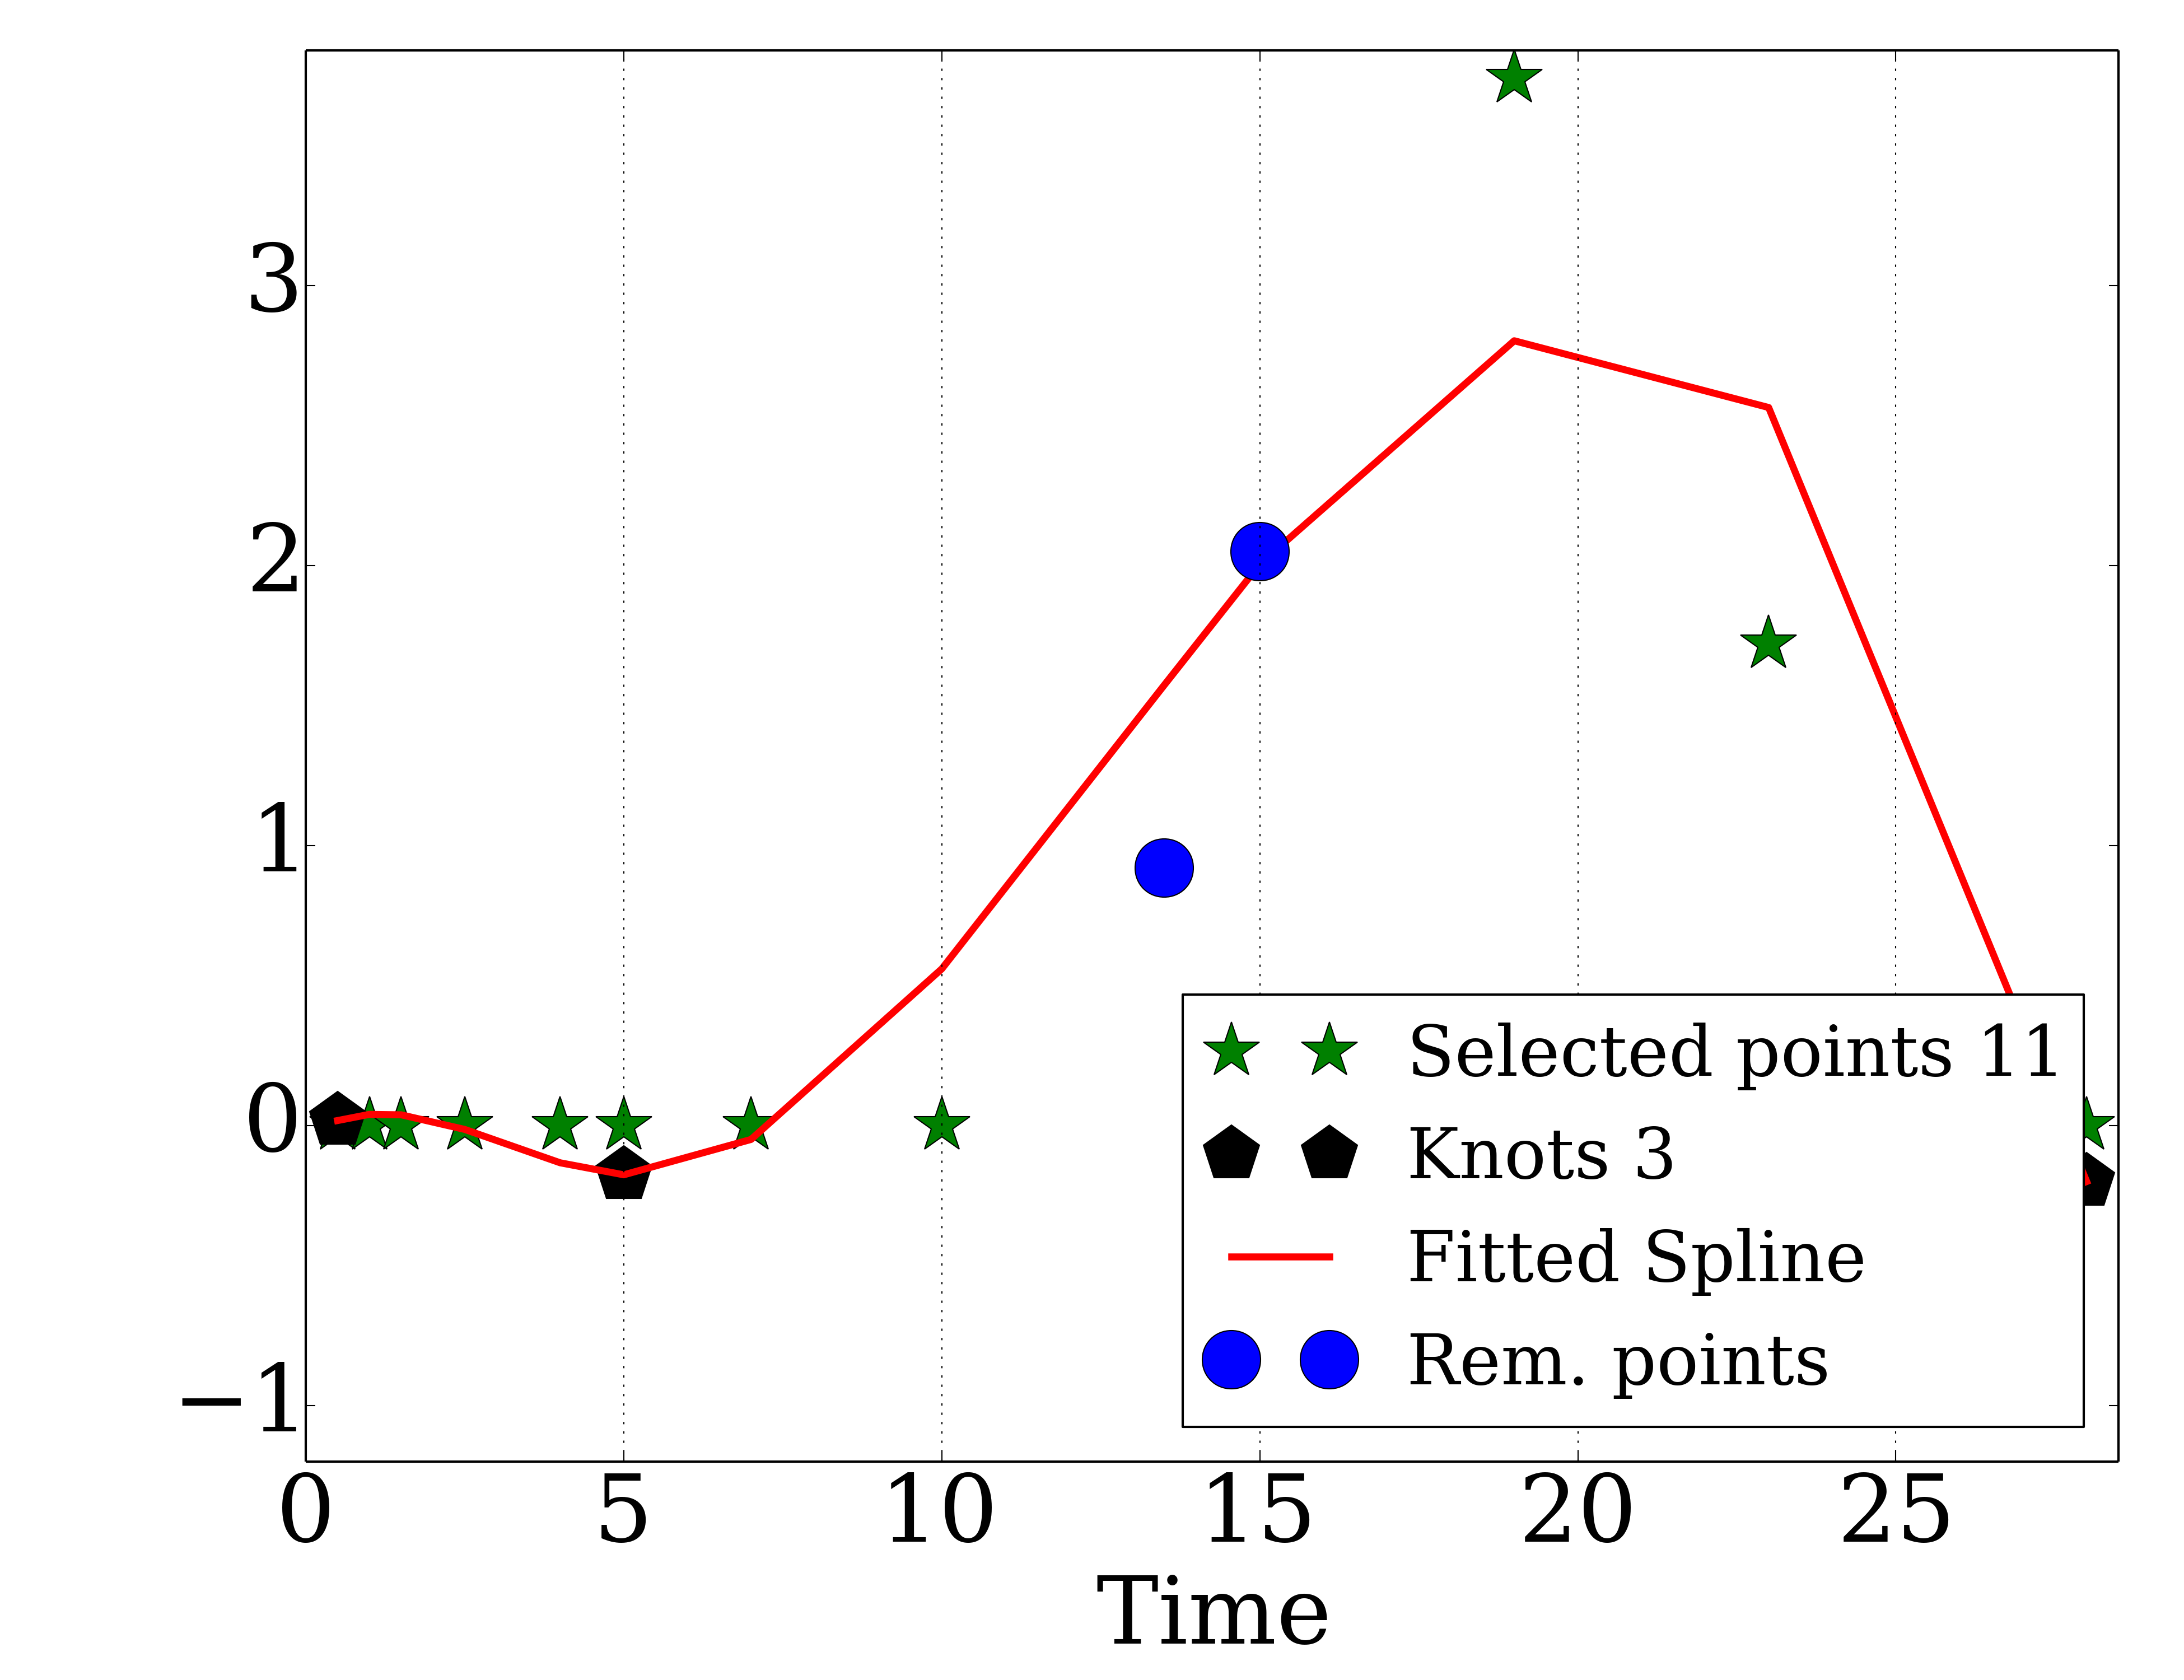 3
2
1
0
−1
Selected points 11
Knots 3
Fitted Spline
Rem. points
0 5 10 15 20 25
Time